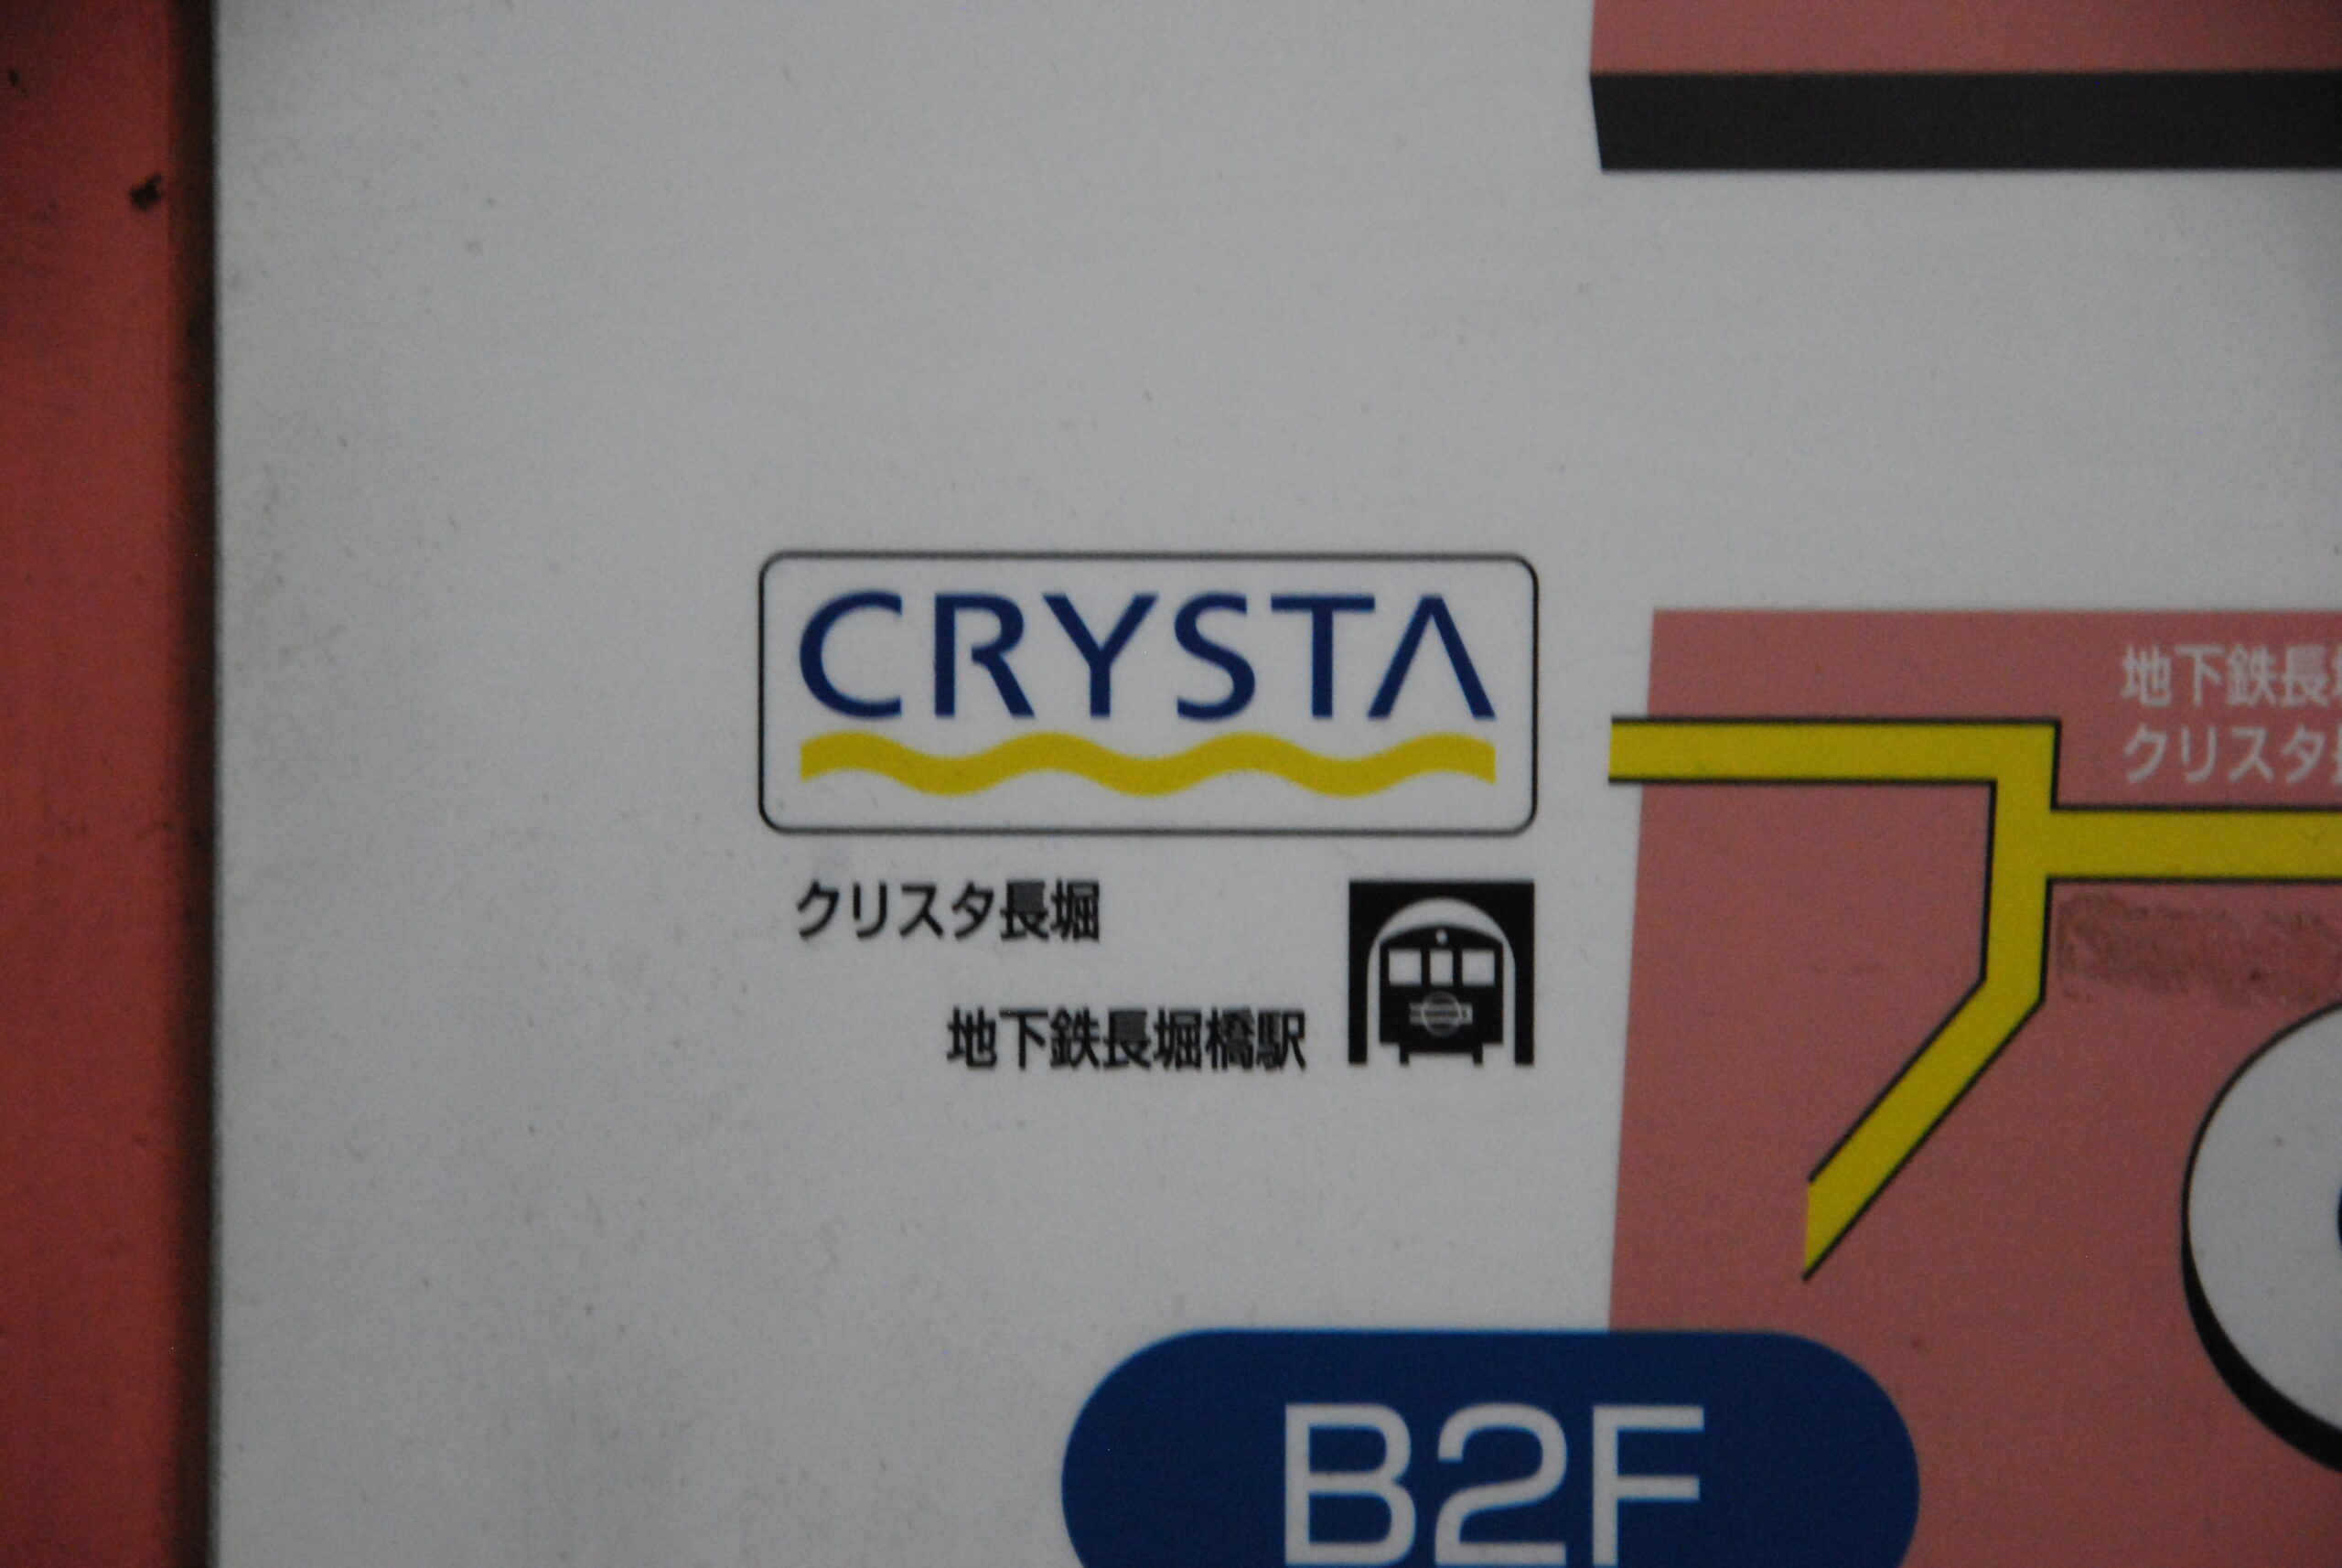 CRYSTA
クリスタ長堀
地下鉄長堀橋駅
地下鉄長
クリスタ
B2F